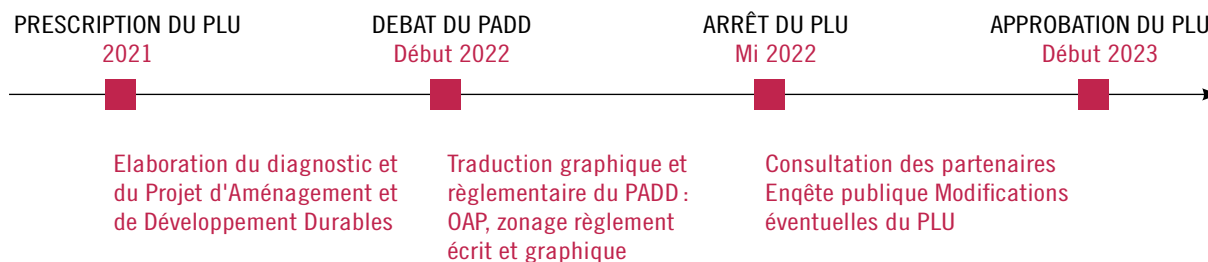 PRESCRIPTION DU PLU
2021
DEBAT DU PADD
Début 2022
ARRÊT DU PLU
Mi 2022
APPROBATION DU PLU
Début 2023
Elaboration du diagnostic et
du Projet d'Aménagement et
de Développement Durables
Traduction graphique et
règlementaire du PADD :
OAP, zonage règlement
écrit et graphique
Consultation des partenaires
Enqête publique Modifications
éventuelles du PLU